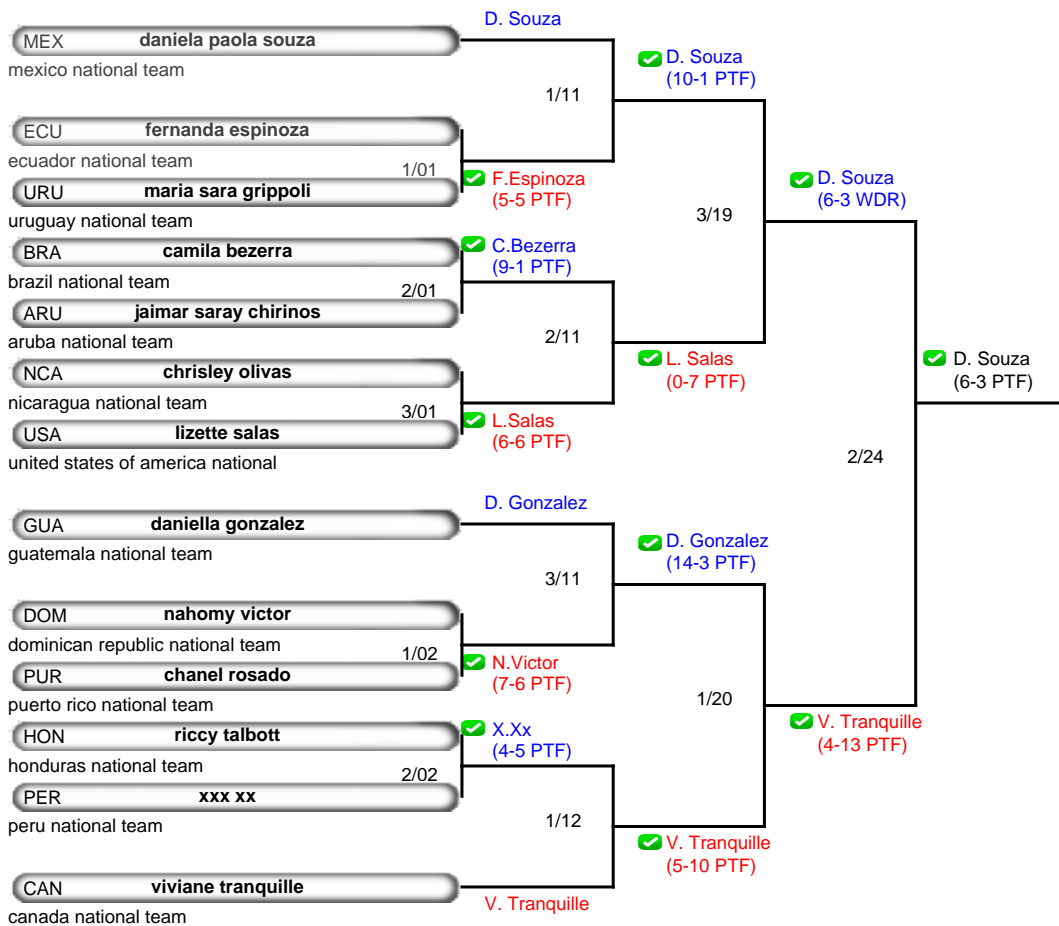 D. Souza
MEX daniela paola souza
mexico national team
D. Souza
(10-1 PTF)
1/11
ECU fernanda espinoza
ecuador national team
1/01
F.Espinoza
(5-5 PTF)
URU maria sara grippoli
uruguay national team
D. Souza
(6-3 WDR)
3/19
BRA camila bezerra
brazil national team
C.Bezerra
(9-1 PTF)
2/01
ARU jaimar saray chirinos
aruba national team
2/11
L. Salas
(0-7 PTF)
D. Souza
(6-3 PTF)
NCA chrisley olivas
nicaragua national team
3/01
L.Salas
(6-6 PTF)
USA lizette salas
united states of america national
2/24
D. Gonzalez
GUA daniella gonzalez
guatemala national team
D. Gonzalez
(14-3 PTF)
3/11
DOM nahomy victor
dominican republic national team
1/02
N.Victor
(7-6 PTF)
PUR chanel rosado
puerto rico national team
1/20
V. Tranquille
(4-13 PTF)
HON riccy talbott
honduras national team
X.Xx
(4-5 PTF)
2/02
PER xxx xx
peru national team
1/12
V. Tranquille
(5-10 PTF)
CAN viviane tranquille
canada national team
V. Tranquille